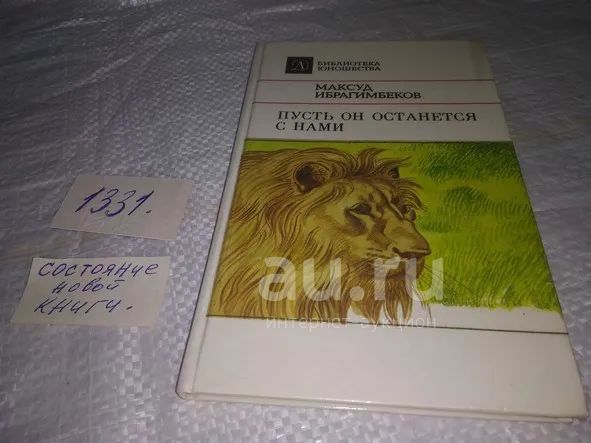 БИБЛИОТЕКА
ЮНОШЕСТВА
МАКСУД
ИБРАГИМБЕКОВ
ПУСТЬ ОН ОСТАНЕТСЯ
С НАМИ
1331.
СОСТОЯНИЕ
НОВОЙ
КНИГИ.
au.ru
интернет аукцион